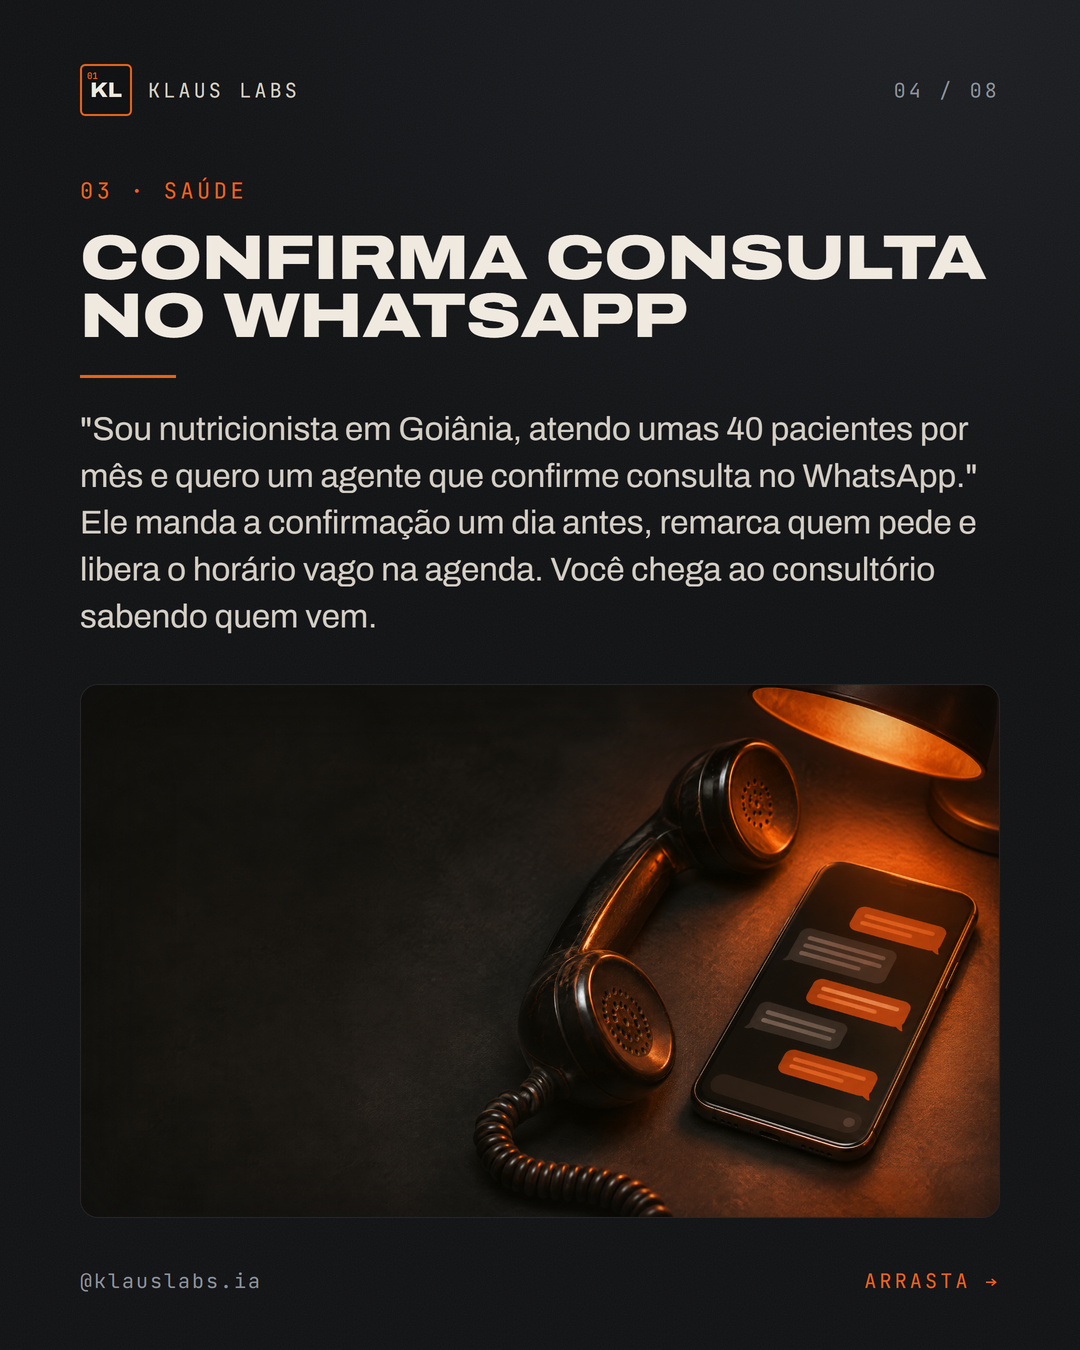 01
KL
KLAUS LABS
04 / 08
03 · SAÚDE
CONFIRMA CONSULTA
NO WHATSAPP
"Sou nutricionista em Goiânia, atendo umas 40 pacientes por
mês e quero um agente que confirme consulta no WhatsApp."
Ele manda a confirmação um dia antes, remarca quem pede e
libera o horário vago na agenda. Você chega ao consultório
sabendo quem vem.
@klauslabs.ia
ARRASTA →